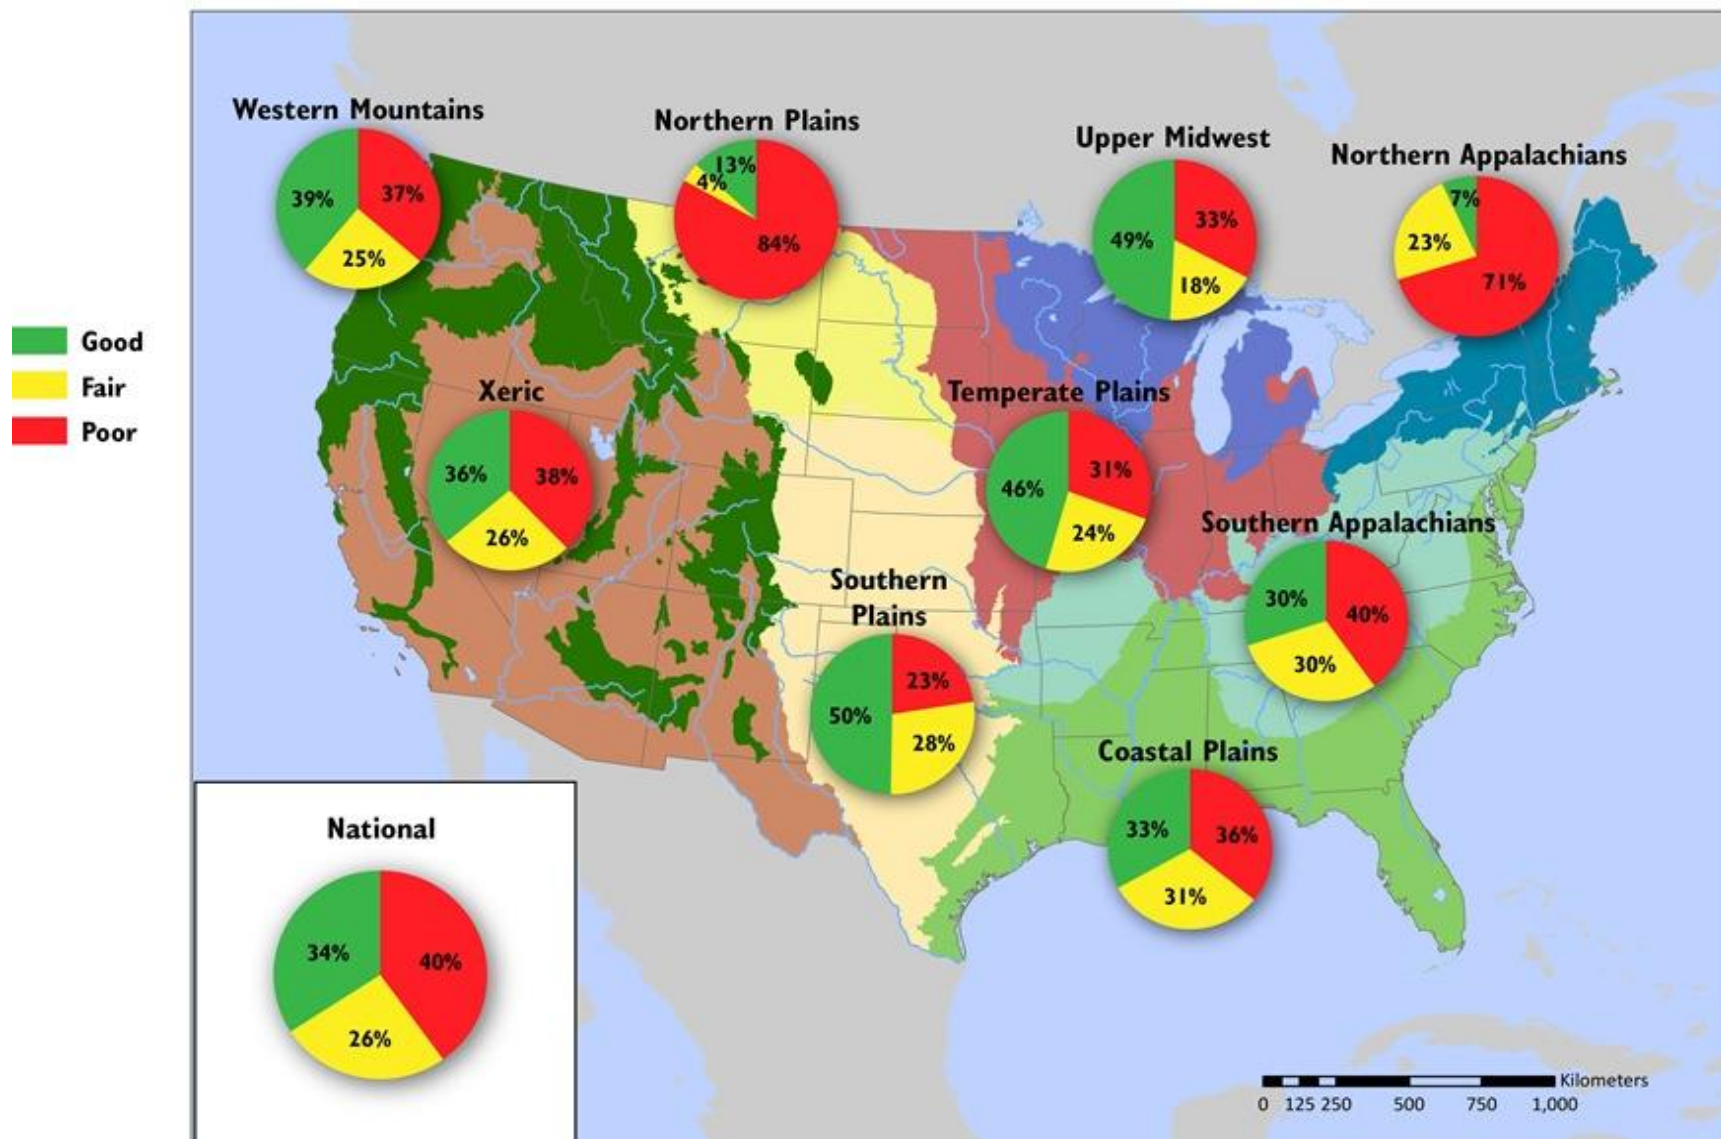 Western Mountains
39%
37%
25%
Northern Plains
13%
4%
84%
Upper Midwest
49%
33%
18%
Northern Appalachians
7%
23%
71%
Good
Fair
Poor
Xeric
36%
38%
26%
Temperate Plains
46%
31%
24%
Southern Appalachians
30%
40%
30%
Southern
Plains
50%
23%
28%
Coastal Plains
33%
36%
31%
National
34%
40%
26%
Kilometers
0 125 250 500 750 1,000